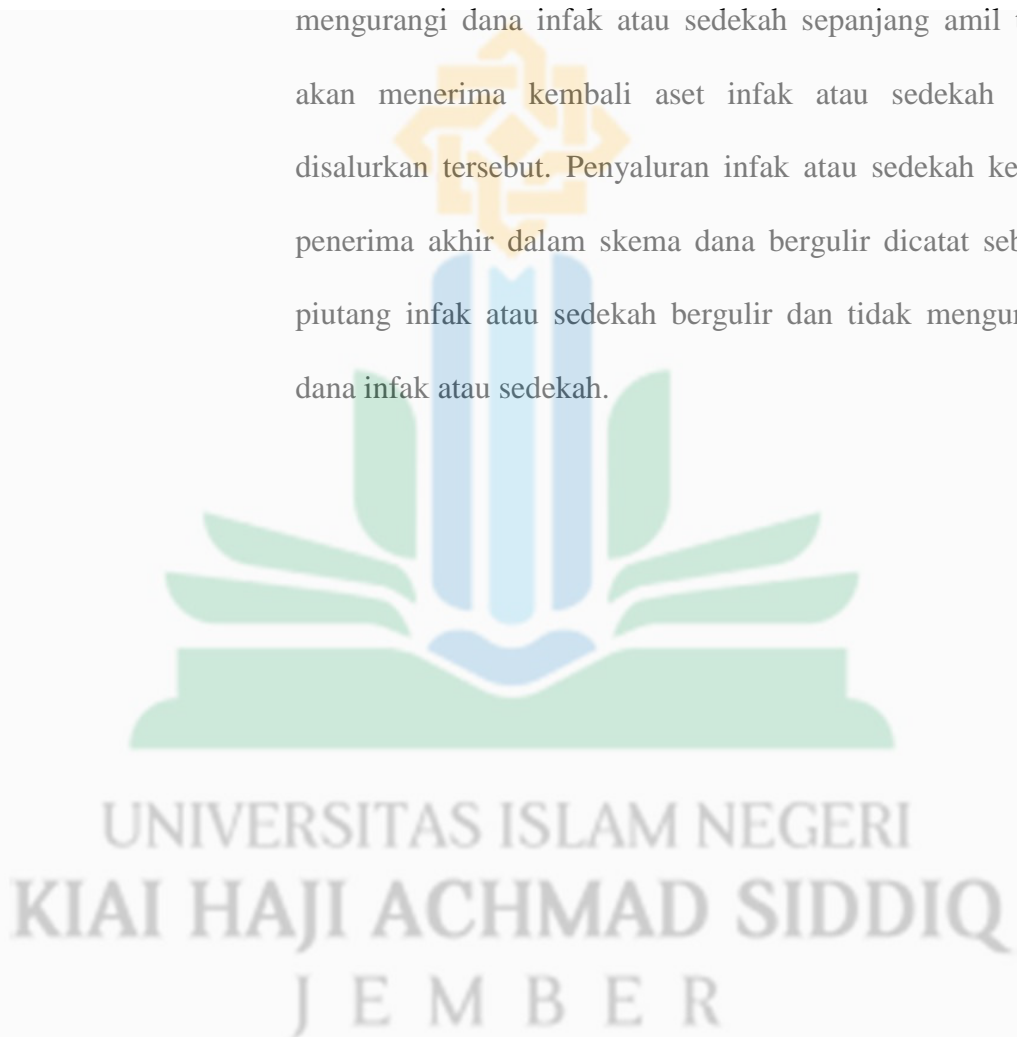 mengurangi dana infak atau sedekah sepanjang amil
akan menerima kembali aset infak atau sedekah
disalurkan tersebut. Penyaluran infak atau sedekah
penerima akhir dalam skema dana bergulir dicatat
piutang infak atau sedekah bergulir dan tidak
dana infak atau sedekah.
UNIVERSITAS ISLAM NEGERI
KIAI HAJI ACHMAD SIDDIQ
JEMBER